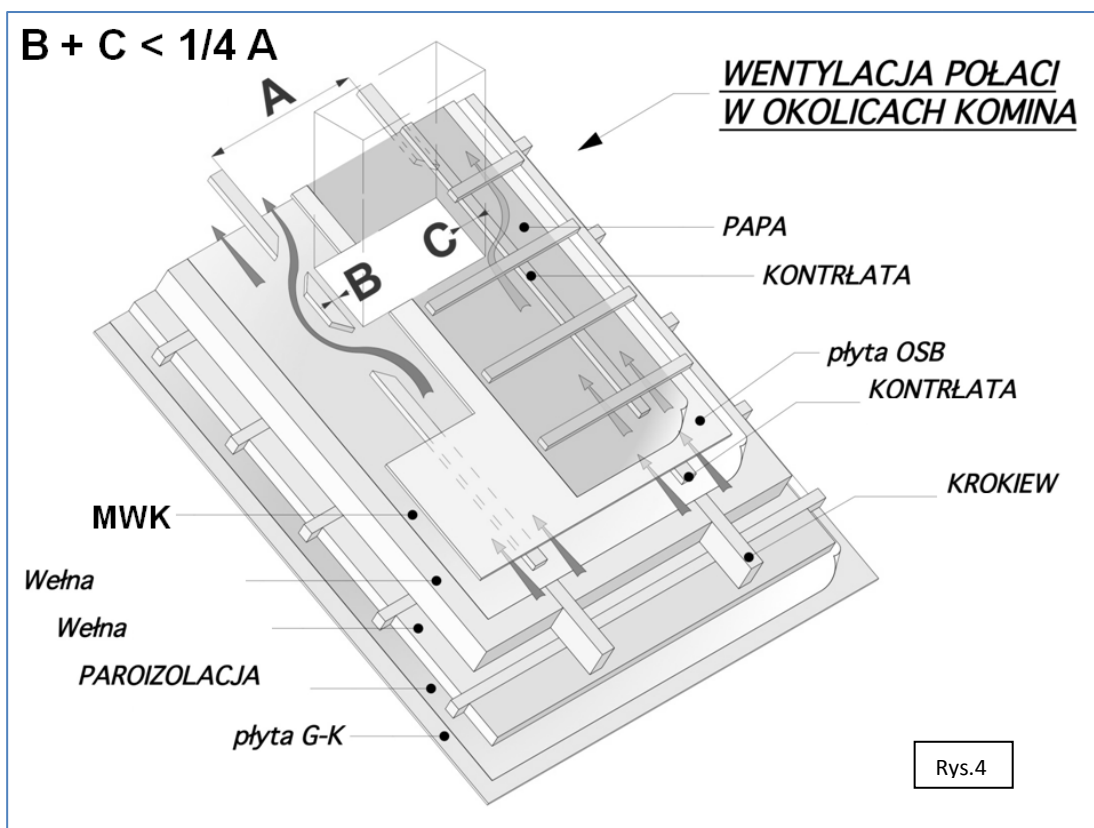 B + C < 1/4 A
WENTYLACJA POŁACI
W OKOLICACH KOMINA
A
C
B
PAPA
KONTRŁATA
płyta OSB
KONTRŁATA
KROKIEW
MWK
Wełna
Wełna
PAROIZOLACJA
płyta G-K
Rys.4